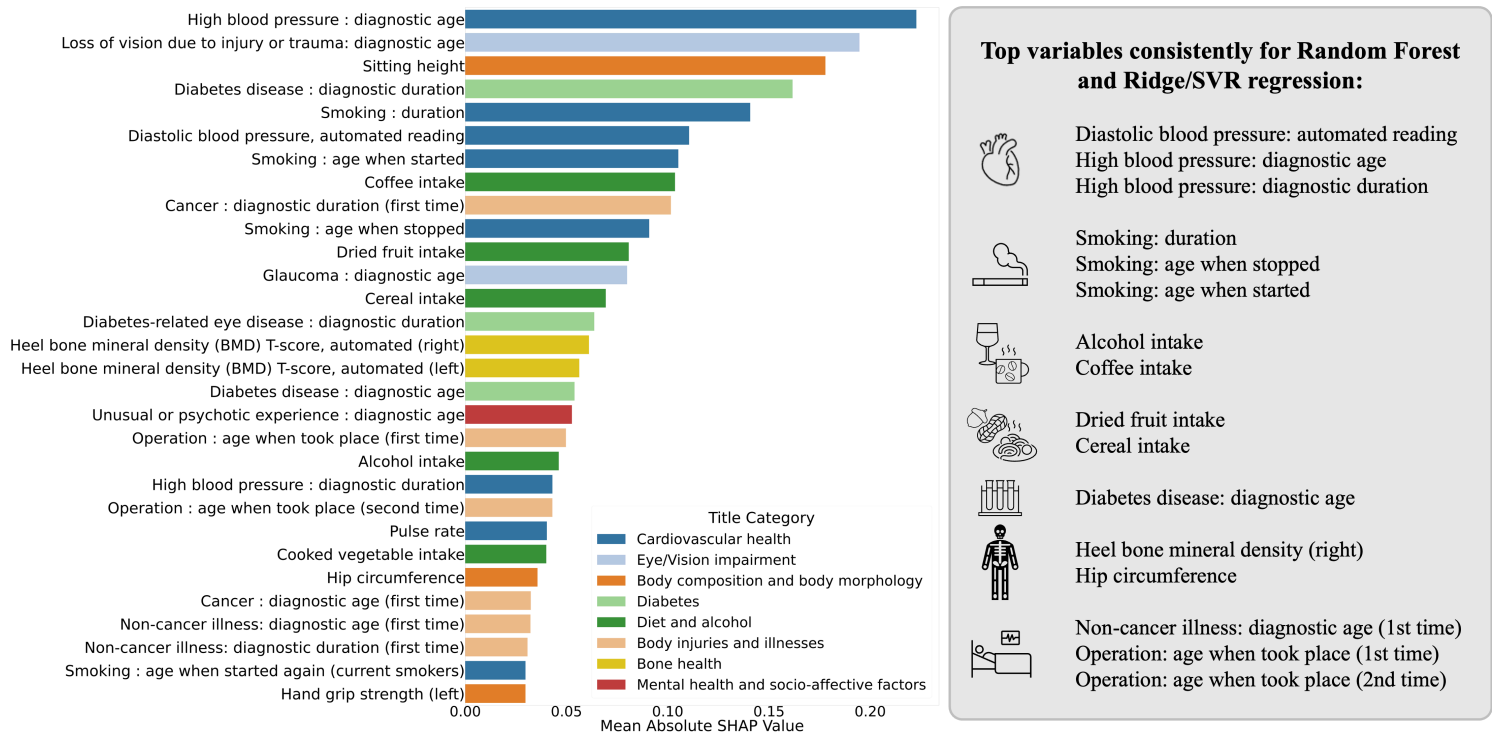 High blood pressure : diagnostic age
Loss of vision due to injury or trauma: diagnostic age
Sitting height
Diabetes disease : diagnostic duration
Smoking : duration
Diastolic blood pressure, automated reading
Smoking : age when started
Coffee intake
Cancer : diagnostic duration (first time)
Smoking : age when stopped
Dried fruit intake
Glaucoma : diagnostic age
Cereal intake
Diabetes-related eye disease : diagnostic duration
Heel bone mineral density (BMD) T-score, automated (right)
Heel bone mineral density (BMD) T-score, automated (left)
Diabetes disease : diagnostic age
Unusual or psychotic experience : diagnostic age
Operation : age when took place (first time)
Alcohol intake
High blood pressure : diagnostic duration
Operation : age when took place (second time)
Pulse rate
Cooked vegetable intake
Hip circumference
Cancer : diagnostic age (first time)
Non-cancer illness: diagnostic age (first time)
Non-cancer illness: diagnostic duration (first time)
Smoking : age when started again (current smokers)
Hand grip strength (left)
0.00 0.05 0.10 0.15 0.20
Mean Absolute SHAP Value
Title Category
Cardiovascular health
Eye/Vision impairment
Body composition and body morphology
Diabetes
Diet and alcohol
Body injuries and illnesses
Bone health
Mental health and socio-affective factors
Top variables consistently for Random Forest
and Ridge/SVR regression:
Diastolic blood pressure: automated reading
High blood pressure: diagnostic age
High blood pressure: diagnostic duration
Smoking: duration
Smoking: age when stopped
Smoking: age when started
Alcohol intake
Coffee intake
Dried fruit intake
Cereal intake
Diabetes disease: diagnostic age
Heel bone mineral density (right)
Hip circumference
Non-cancer illness: diagnostic age (1st time)
Operation: age when took place (1st time)
Operation: age when took place (2nd time)